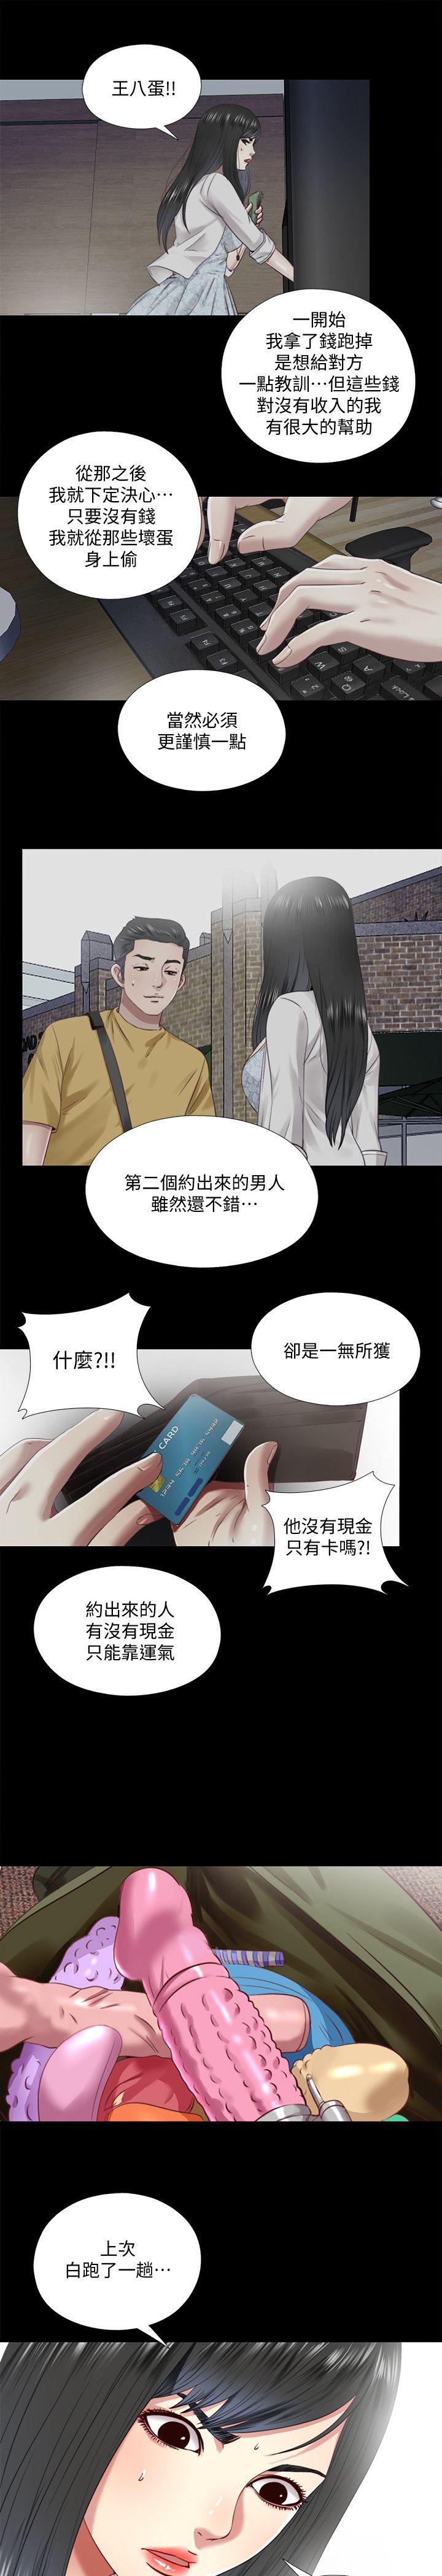 王八蛋!!
一開始
我拿了錢跑掉
是想給對方
一點教訓…但這些錢
對沒有收入的我
有很大的幫助
從那之後
我就下定決心…
只要沒有錢
我就從那些壞蛋
身上偷
當然必須
更謹慎一點
第二個約出來的男人
雖然還不錯…
什麼?!!
卻是一無所獲
CARD
他沒有現金
只有卡嗎?!
約出來的人
有沒有現金
只能靠運氣
上次
白跑了一趟…